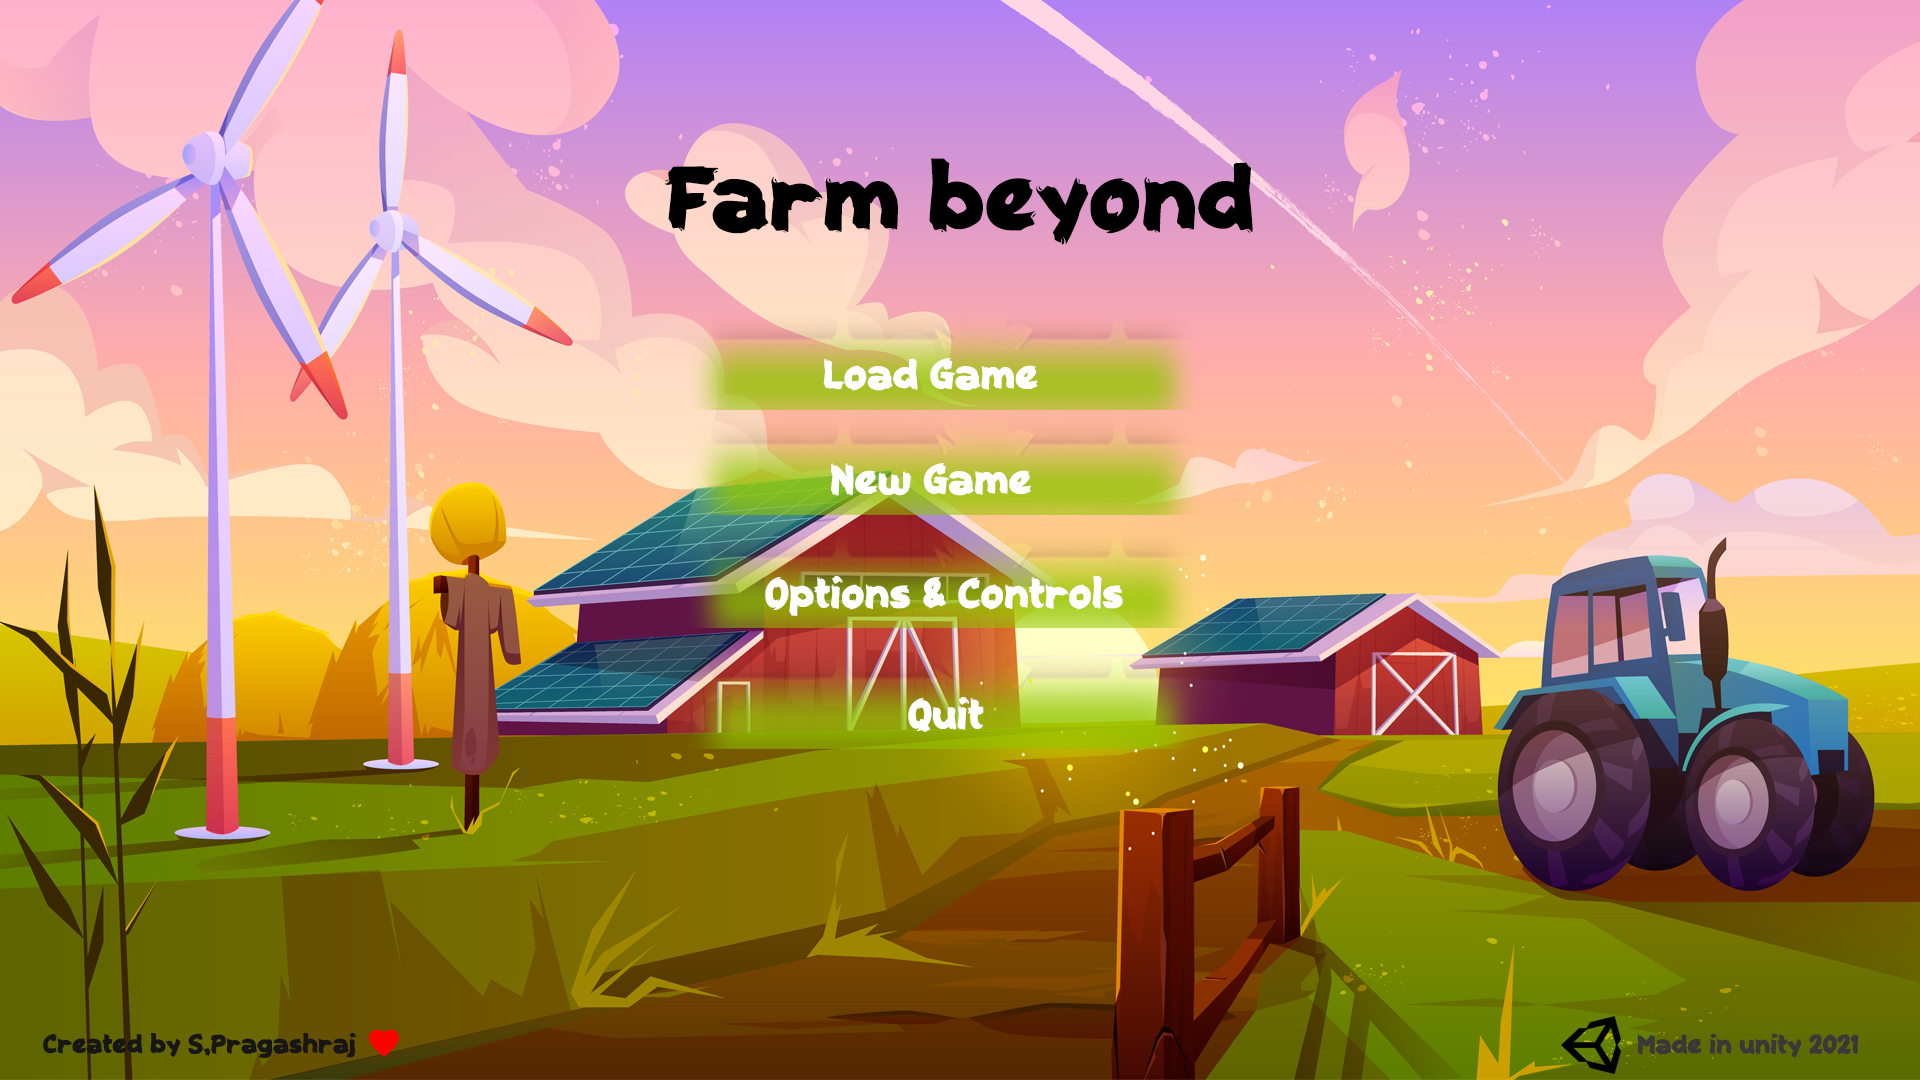 Farm beyond
Load Game
New Game
Options & Controls
Quit
Created by S,Pragashraj
Made in unity 2021